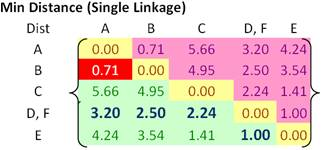 Min Distance (Single Linkage)
Dist A B C D, F E
A 0.00 0.71 5.66 3.20 4.24
B 0.71 0.00 4.95 2.50 3.54
C 5.66 4.95 0.00 2.24 1.41
D, F 3.20 2.50 2.24 0.00 1.00
E 4.24 3.54 1.41 1.00 0.00